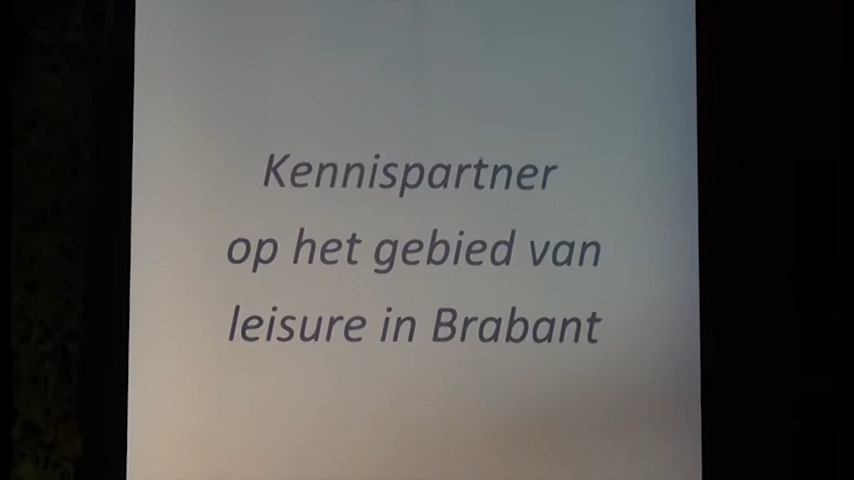 Kennispartner
op het gebied van
leisure in Brabant